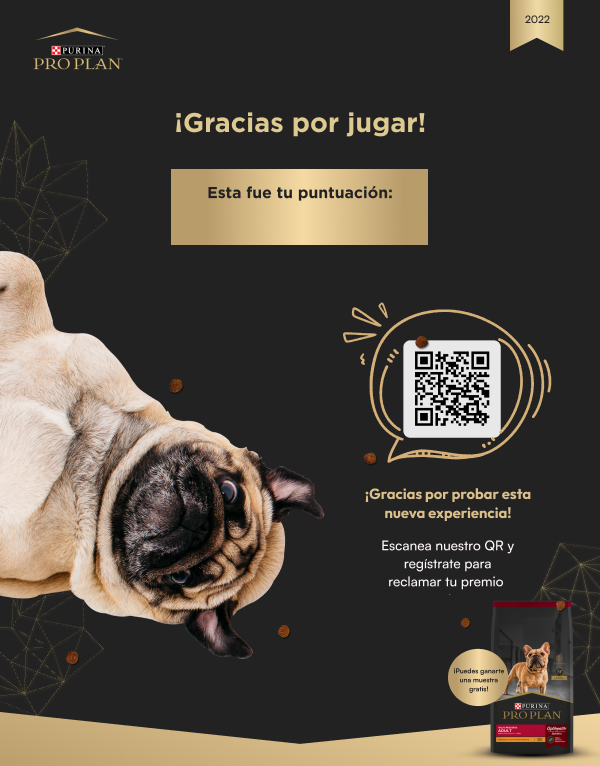 2022
PURINA
PRO PLAN
¡Gracias por jugar!
Esta fue tu puntuación:
¡Gracias por probar esta
nueva experiencia!
Escanea nuestro QR y
regístrate para
reclamar tu premio
¡Puedes ganarte
una muestra
gratis!
PURINA
PRO PLAN
ADULT